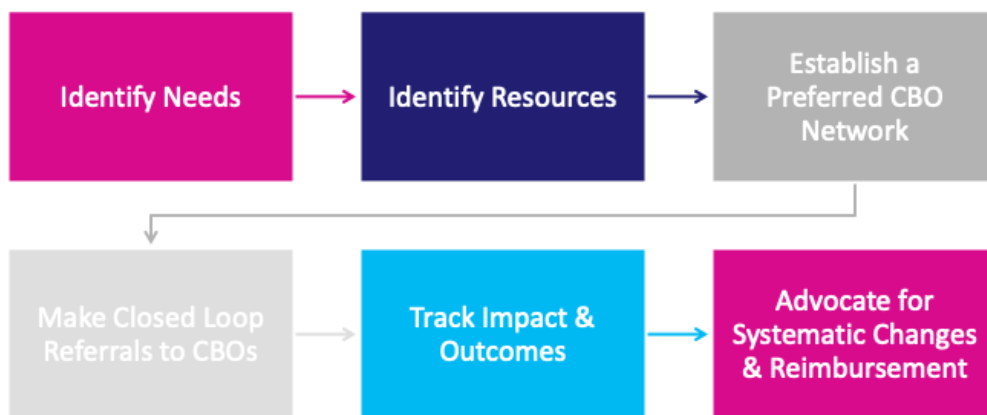 Identify Needs
Identify Resources
Establish a
Preferred CBO
Network
Make Closed Loop
Referrals to CBOs
Track Impact &
Outcomes
Advocate for
Systematic Changes
& Reimbursement